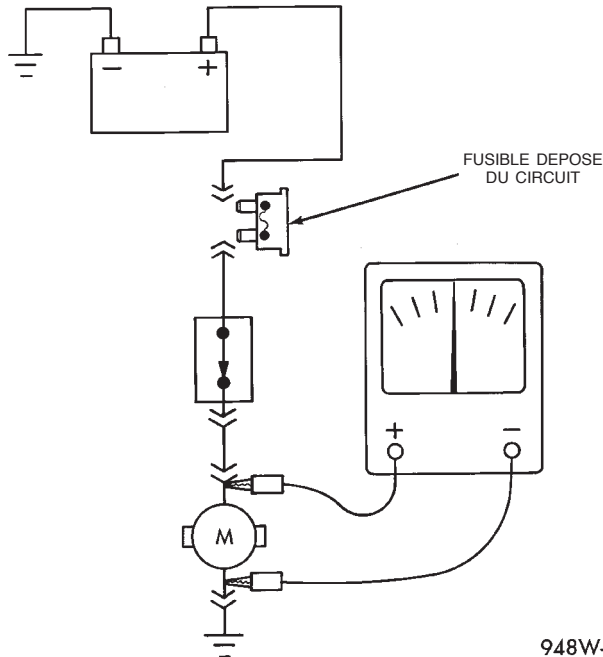 − +
FUSIBLE DEPOSE
DU CIRCUIT
+ −
M
948W-